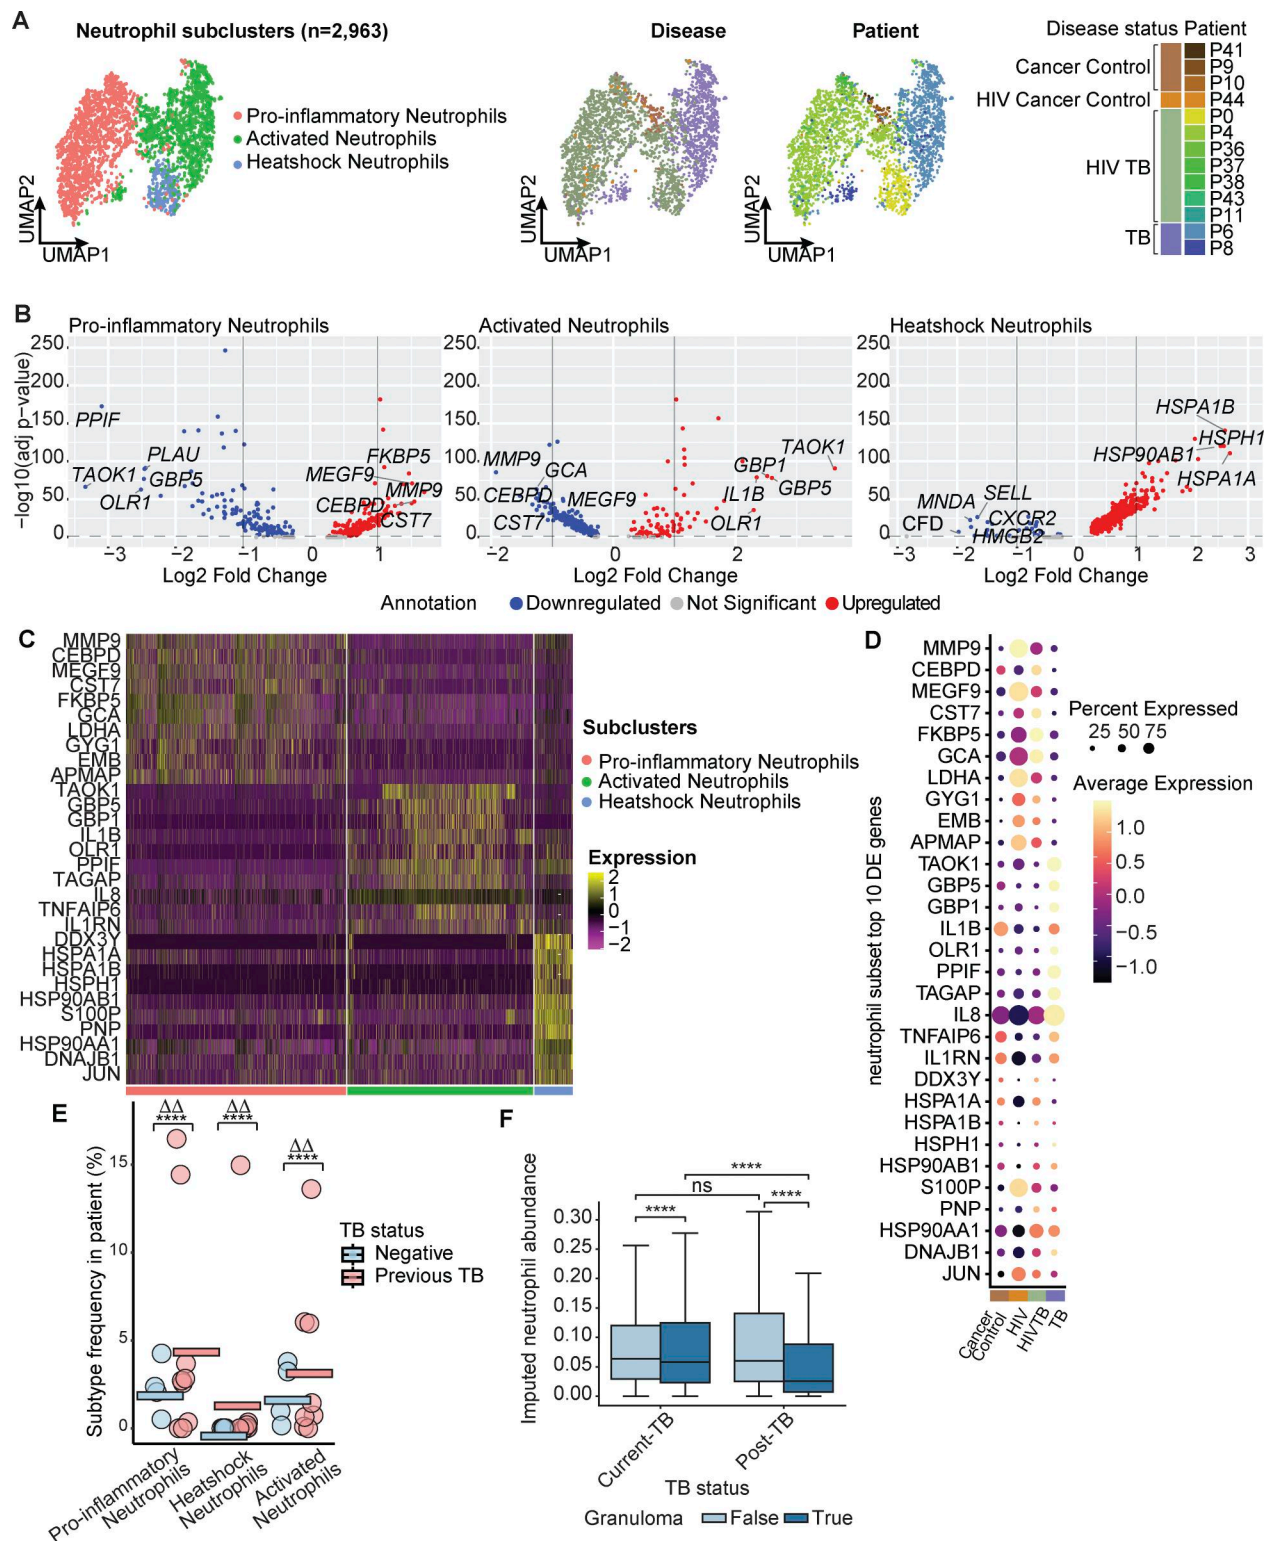 A
Neutrophil subclusters (n=2,963)
Pro-inflammatory Neutrophils
Activated Neutrophils
Heatshock Neutrophils
UMAP2
UMAP1
Disease
UMAP2
UMAP1
Patient
UMAP2
UMAP1
Disease status Patient
Cancer Control
HIV Cancer Control
HIV TB
TB
P41
P9
P10
P44
P0
P4
P36
P37
P38
P43
P11
P6
P8
B
−log10(adj p−value)
Pro-inflammatory Neutrophils
250
200
150
100
50
0
PPIF
PLAU
TAOK1
GBP5
OLR1
FKBP5
MEGF9
MMP9
CEBPD
CST7
−3 −2 −1 0 1
Log2 Fold Change
Activated Neutrophils
250
200
150
100
50
0
MMP9
GCA
CEBPD
MEGF9
CST7
TAOK1
GBP1
GBP5
IL1B
OLR1
−2 −1 0 1 2
Log2 Fold Change
Heatshock Neutrophils
250
200
150
100
50
0
HSPA1B
HSPH1
HSP90AB1
HSPA1A
SELL
MNDA
CXCR2
CFD
HMGB2
−3 −2 −1 0 1 2 3
Log2 Fold Change
Annotation Downregulated Not Significant Upregulated
C
MMP9
CEBPD
MEGF9
CST7
FKBP5
GCA
LDHA
GYG1
EMB
APMAP
TAOK1
GBP5
GBP1
IL1B
OLR1
PPIF
TAGAP
IL8
TNFAIP6
IL1RN
DDX3Y
HSPA1A
HSPA1B
HSPH1
HSP90AB1
S100P
PNP
HSP90AA1
DNAJB1
JUN
Subclusters
Pro-inflammatory Neutrophils
Activated Neutrophils
Heatshock Neutrophils
Expression
2
1
0
−1
−2
D
neutrophil subset top 10 DE genes
MMP9
CEBPD
MEGF9
CST7
FKBP5
GCA
LDHA
GYG1
EMB
APMAP
TAOK1
GBP5
GBP1
IL1B
OLR1
PPIF
TAGAP
IL8
TNFAIP6
IL1RN
DDX3Y
HSPA1A
HSPA1B
HSPH1
HSP90AB1
S100P
PNP
HSP90AA1
DNAJB1
JUN
Cancer
Control
HIV
HIVTB
TB
Percent Expressed
25 50 75
Average Expression
1.0
0.5
0.0
−0.5
−1.0
E
Subtype frequency in patient (%)
15
10
5
0
ΔΔ
****
ΔΔ
****
ΔΔ
****
TB status
Negative
Previous TB
Pro-inflammatory
Neutrophils
Heatshock
Neutrophils
Activated
Neutrophils
F
Imputed neutrophil abundance
0.30
0.25
0.20
0.15
0.10
0.05
0.00
****
ns
****
****
Current-TB
Post-TB
TB status
Granuloma False True